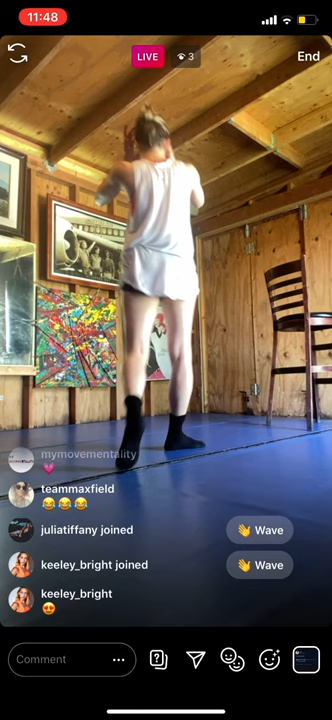 11:48
LIVE
3
End
mymovementality
💗
teammaxfield
😂😂😂
juliatiffany joined
👋 Wave
keeley_bright joined
👋 Wave
keeley_bright
😍
Comment